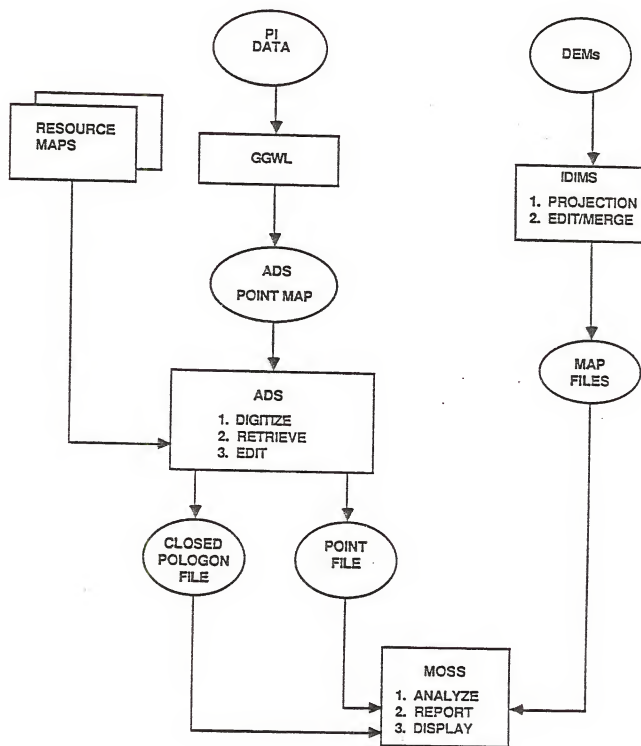 PI
DATA
DEMs
RESOURCE
MAPS
GGWL
IDIMS
1. PROJECTION
2. EDIT/MERGE
ADS
POINT MAP
MAP
FILES
ADS
1. DIGITIZE
2. RETRIEVE
3. EDIT
CLOSED
POLOGON
FILE
POINT
FILE
MOSS
1. ANALYZE
2. REPORT
3. DISPLAY